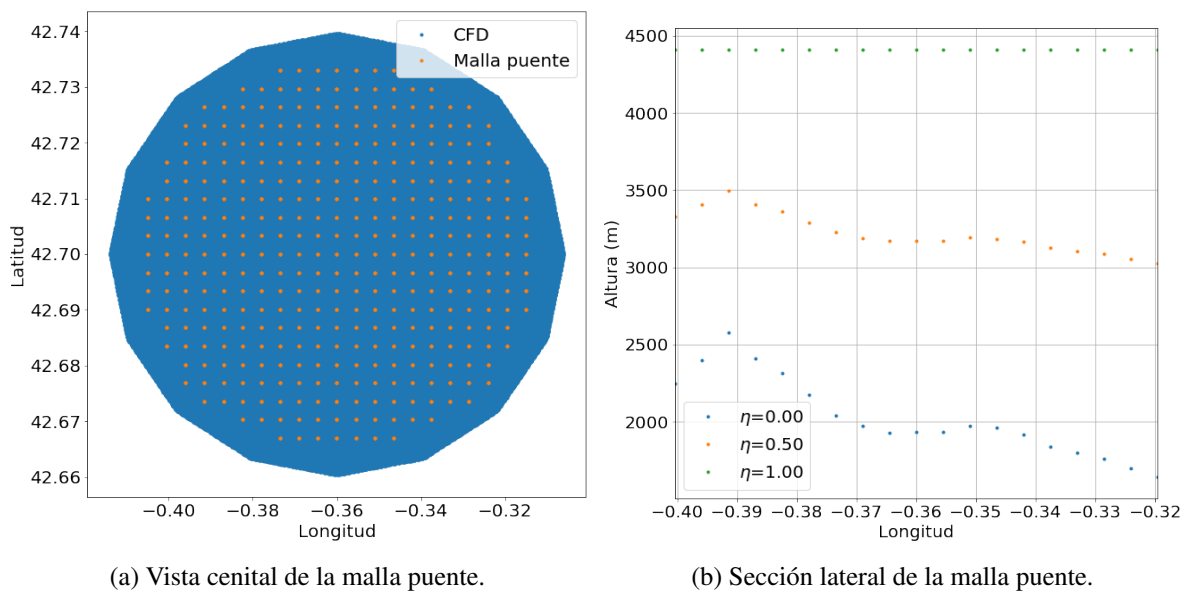 42.74
42.73
42.72
42.71
42.70
42.69
42.68
42.67
42.66
Latitud
−0.40 −0.38 −0.36 −0.34 −0.32
Longitud
CFD
Malla puente
(a) Vista cenital de la malla puente.
4500
4000
3500
3000
2500
2000
Altura (m)
η=0.00
η=0.50
η=1.00
−0.40 −0.39 −0.38 −0.37 −0.36 −0.35 −0.34 −0.33 −0.32
Longitud
(b) Sección lateral de la malla puente.